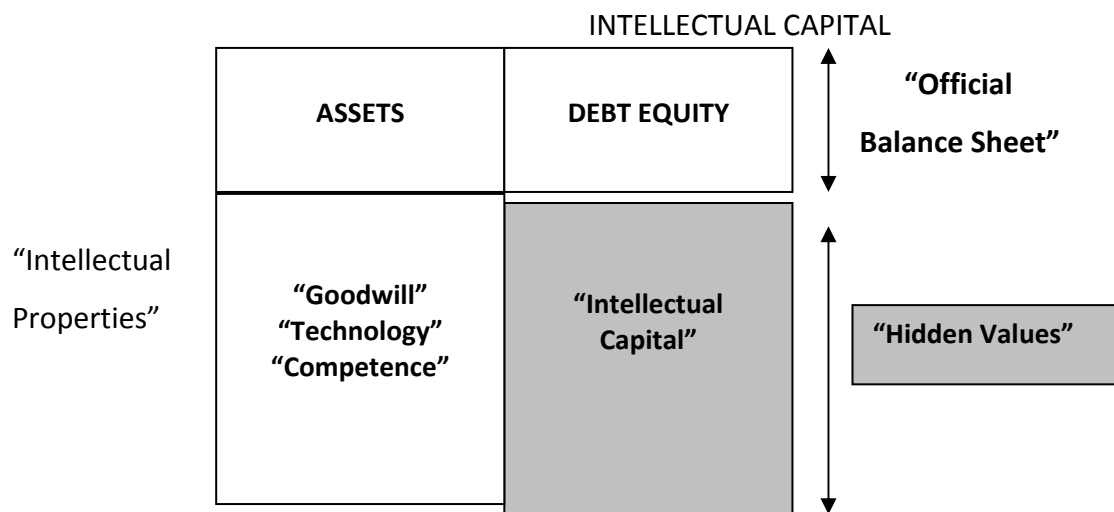 INTELLECTUAL CAPITAL
ASSETS
DEBT EQUITY
“Official
Balance Sheet”
“Intellectual
Properties”
“Goodwill”
“Technology”
“Competence”
“Intellectual
Capital”
“Hidden Values”